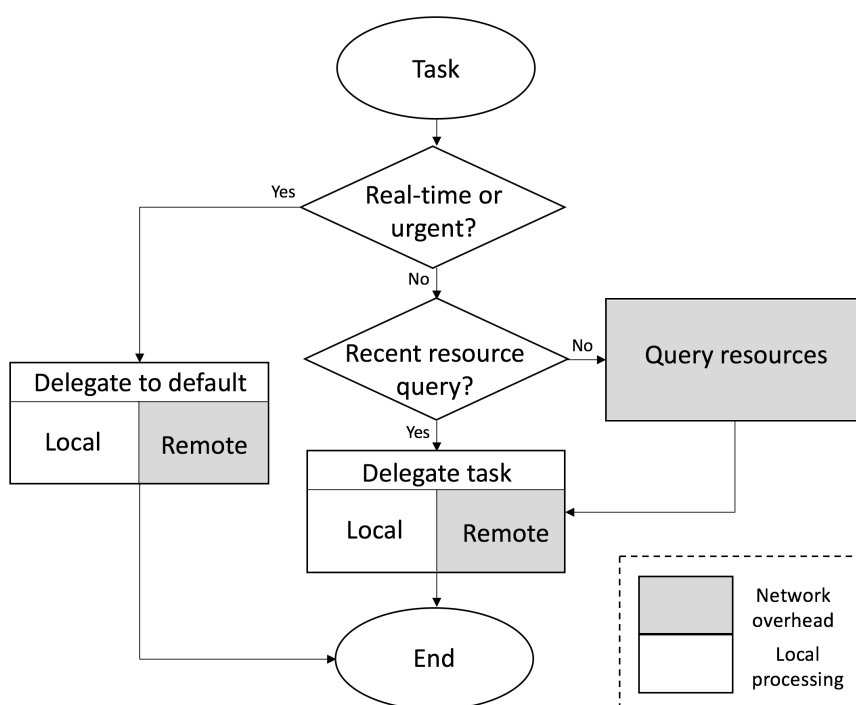 Task
Real-time or
urgent?
Yes
No
Recent resource
query?
No
Query resources
Yes
Delegate to default
Local
Remote
Delegate task
Local
Remote
End
Network
overhead
Local
processing